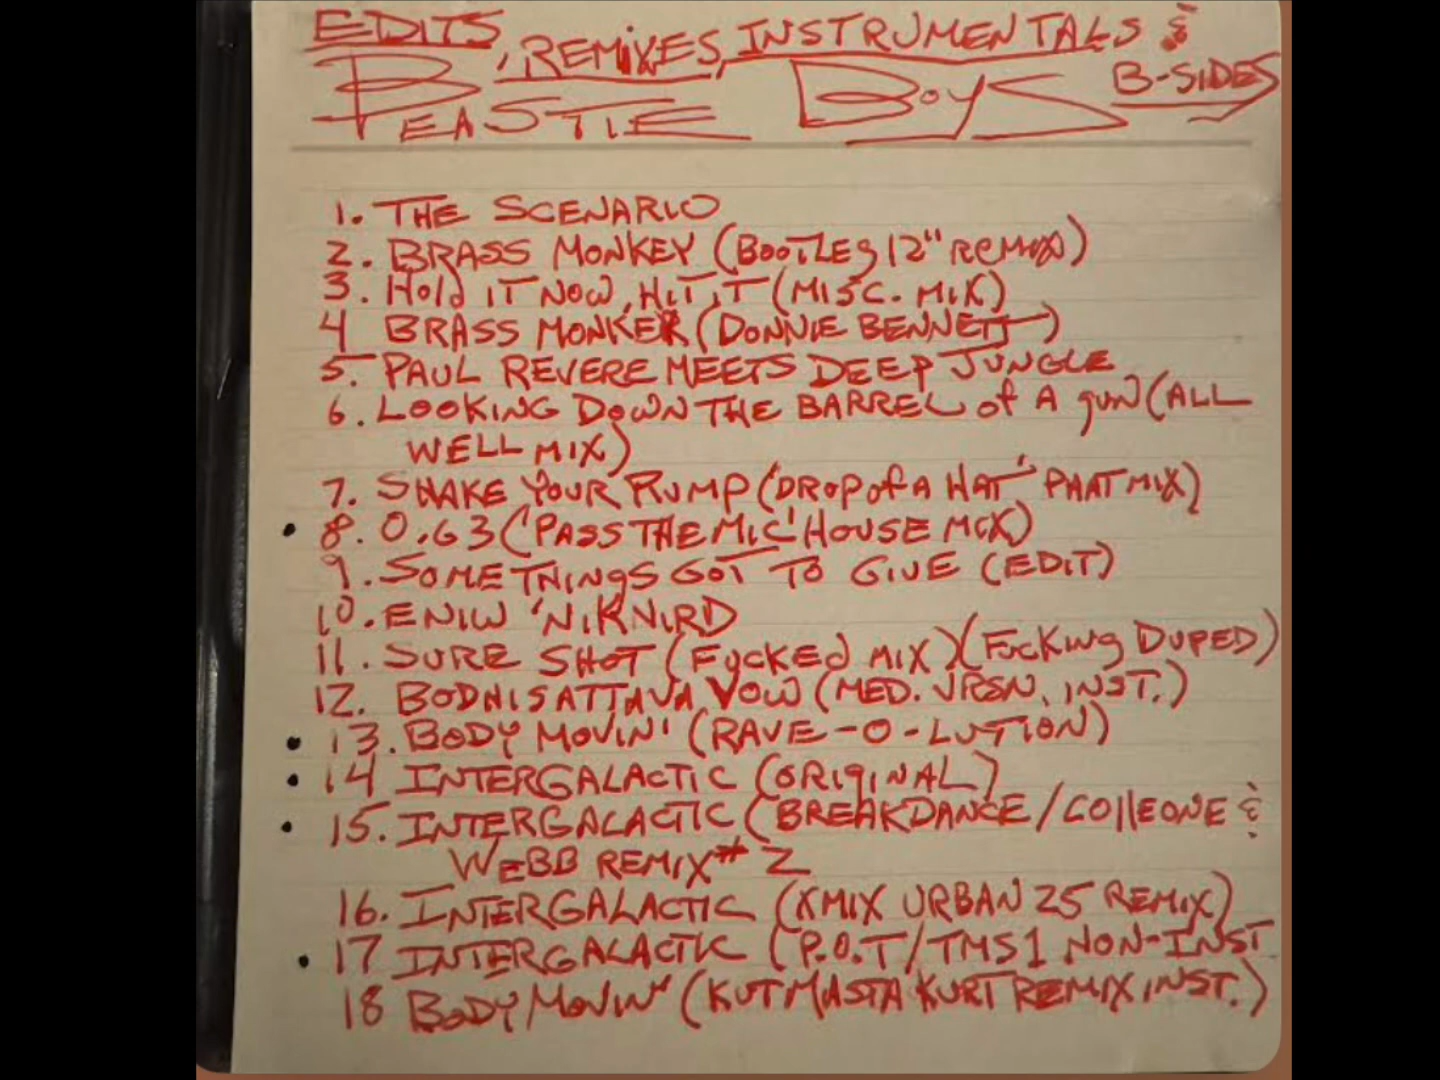 EDITS, REMIXES, INSTRUMENTALS &
B-SIDES
BEASTIE BOYS
1. THE SCENARIO
2. BRASS MONKEY (BOOTLEG 12" REMIX)
3. HOLD IT NOW, HIT IT (MISC. MIX)
4 BRASS MONKEY (DONNIE BENNETT)
5. PAUL REVERE MEETS DEEP JUNGLE
6. LOOKING DOWN THE BARREL OF A GUN (ALL
WELL MIX)
7. SHAKE YOUR RUMP ('DROP OF A HAT' PHAT MIX)
• 8. 0.63 ('PASS THE MIC' HOUSE MIX)
9. SOMETHINGS GOT TO GIVE (EDIT)
10. ENIW 'NIKNIRD
11. SURE SHOT (FUCKED MIX) (FUCKING DUPED)
12. BODHISATTAVA VOW (MED. VRSN. INST.)
• 13. BODY MOVIN' (RAVE-O-LUTION)
• 14 INTERGALACTIC (ORIGINAL)
• 15. INTERGALACTIC (BREAKDANCE/COLLEONE &
WEBB REMIX # 2
16. INTERGALACTIC (XMIX URBAN 25 REMIX)
• 17 INTERGALACTIC (P.O.T/TMS1 NON-INST
18 BODY MOVIN' (KUTMASTA KURT REMIX INST.)